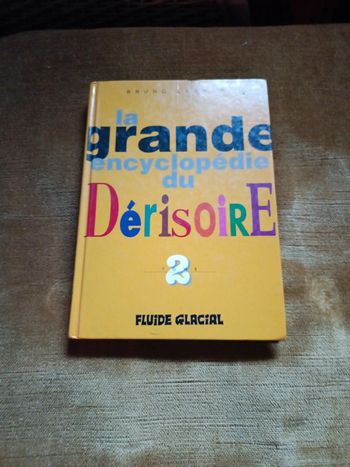 BRUNO
la
grande
encyclopédie
du
DérisoirE
2
FLUIDE GLACIAL